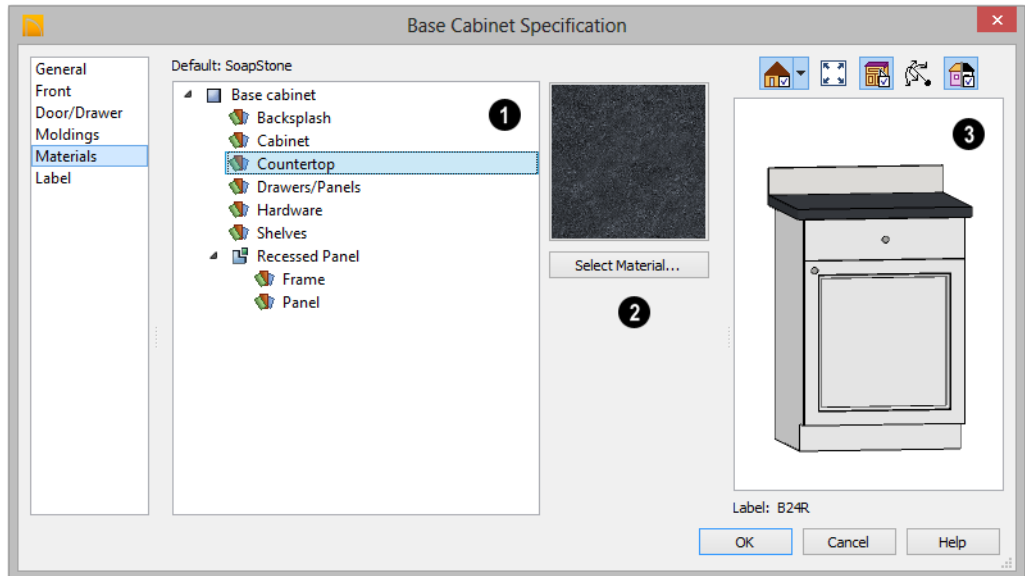 Base Cabinet Specification
General
Front
Door/Drawer
Moldings
Materials
Label
Default: SoapStone
Base cabinet
Backsplash
Cabinet
Countertop
Drawers/Panels
Hardware
Shelves
Recessed Panel
Frame
Panel
1
Select Material...
2
3
Label: B24R
OK
Cancel
Help